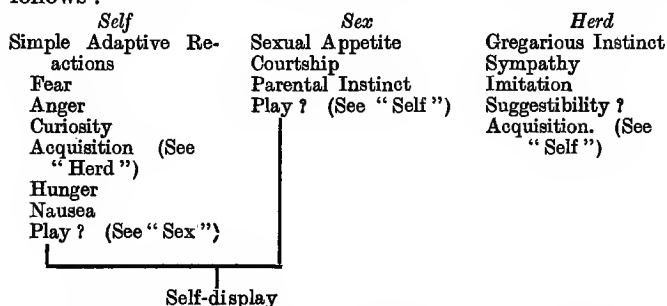 follows :
Self
Simple Adaptive Re-
actions
Fear
Anger
Curiosity
Acquisition (See
" Herd ")
Hunger
Nausea
Play ? (See " Sex ")
Sex
Sexual Appetite
Courtship
Parental Instinct
Play ? (See " Self ")
Herd
Gregarious Instinct
Sympathy
Imitation
Suggestibility ?
Acquisition. (See
" Self ")
Self-display